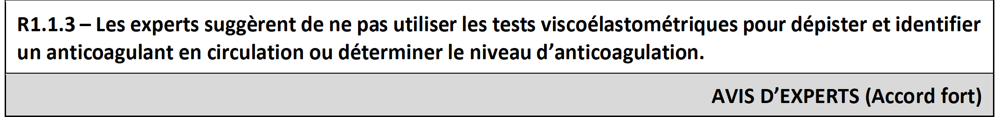 R1.1.3 – Les experts suggèrent de ne pas utiliser les tests viscoélastométriques pour dépister et identifier
un anticoagulant en circulation ou déterminer le niveau d’anticoagulation.
AVIS D’EXPERTS (Accord fort)